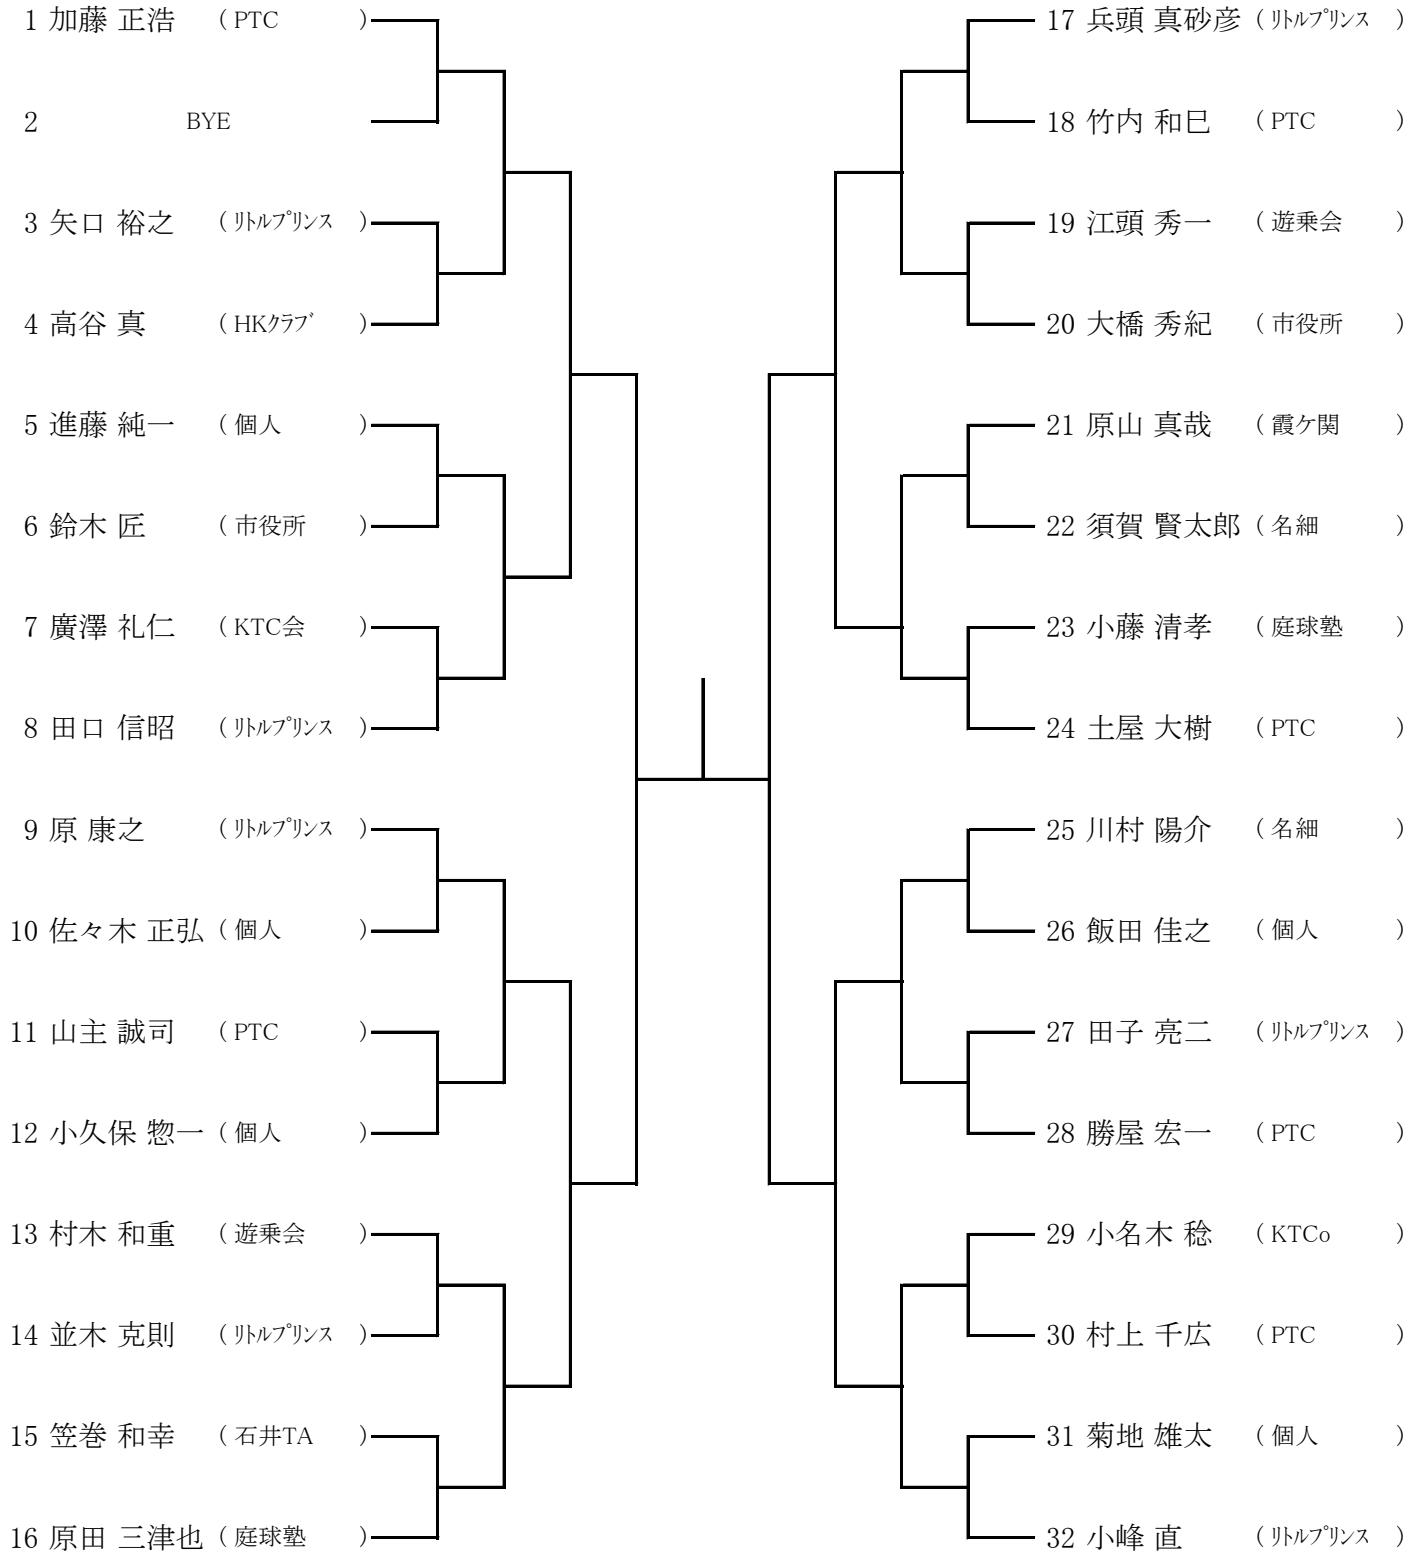 1 加藤 正浩 ( PTC )
2 BYE
3 矢口 裕之 ( ﾘﾄﾙﾌﾟﾘﾝｽ )
4 高谷 真 ( HKｸﾗﾌﾞ )
5 進藤 純一 ( 個人 )
6 鈴木 匠 ( 市役所 )
7 廣澤 礼仁 ( KTC会 )
8 田口 信昭 ( ﾘﾄﾙﾌﾟﾘﾝｽ )
9 原 康之 ( ﾘﾄﾙﾌﾟﾘﾝｽ )
10 佐々木 正弘 ( 個人 )
11 山主 誠司 ( PTC )
12 小久保 惣一 ( 個人 )
13 村木 和重 ( 遊乗会 )
14 並木 克則 ( ﾘﾄﾙﾌﾟﾘﾝｽ )
15 笠巻 和幸 ( 石井TA )
16 原田 三津也 ( 庭球塾 )
17 兵頭 真砂彦 ( ﾘﾄﾙﾌﾟﾘﾝｽ )
18 竹内 和巳 ( PTC )
19 江頭 秀一 ( 遊乗会 )
20 大橋 秀紀 ( 市役所 )
21 原山 真哉 ( 霞ケ関 )
22 須賀 賢太郎 ( 名細 )
23 小藤 清孝 ( 庭球塾 )
24 土屋 大樹 ( PTC )
25 川村 陽介 ( 名細 )
26 飯田 佳之 ( 個人 )
27 田子 亮二 ( ﾘﾄﾙﾌﾟﾘﾝｽ )
28 勝屋 宏一 ( PTC )
29 小名木 稔 ( KTCo )
30 村上 千広 ( PTC )
31 菊地 雄太 ( 個人 )
32 小峰 直 ( ﾘﾄﾙﾌﾟﾘﾝｽ )